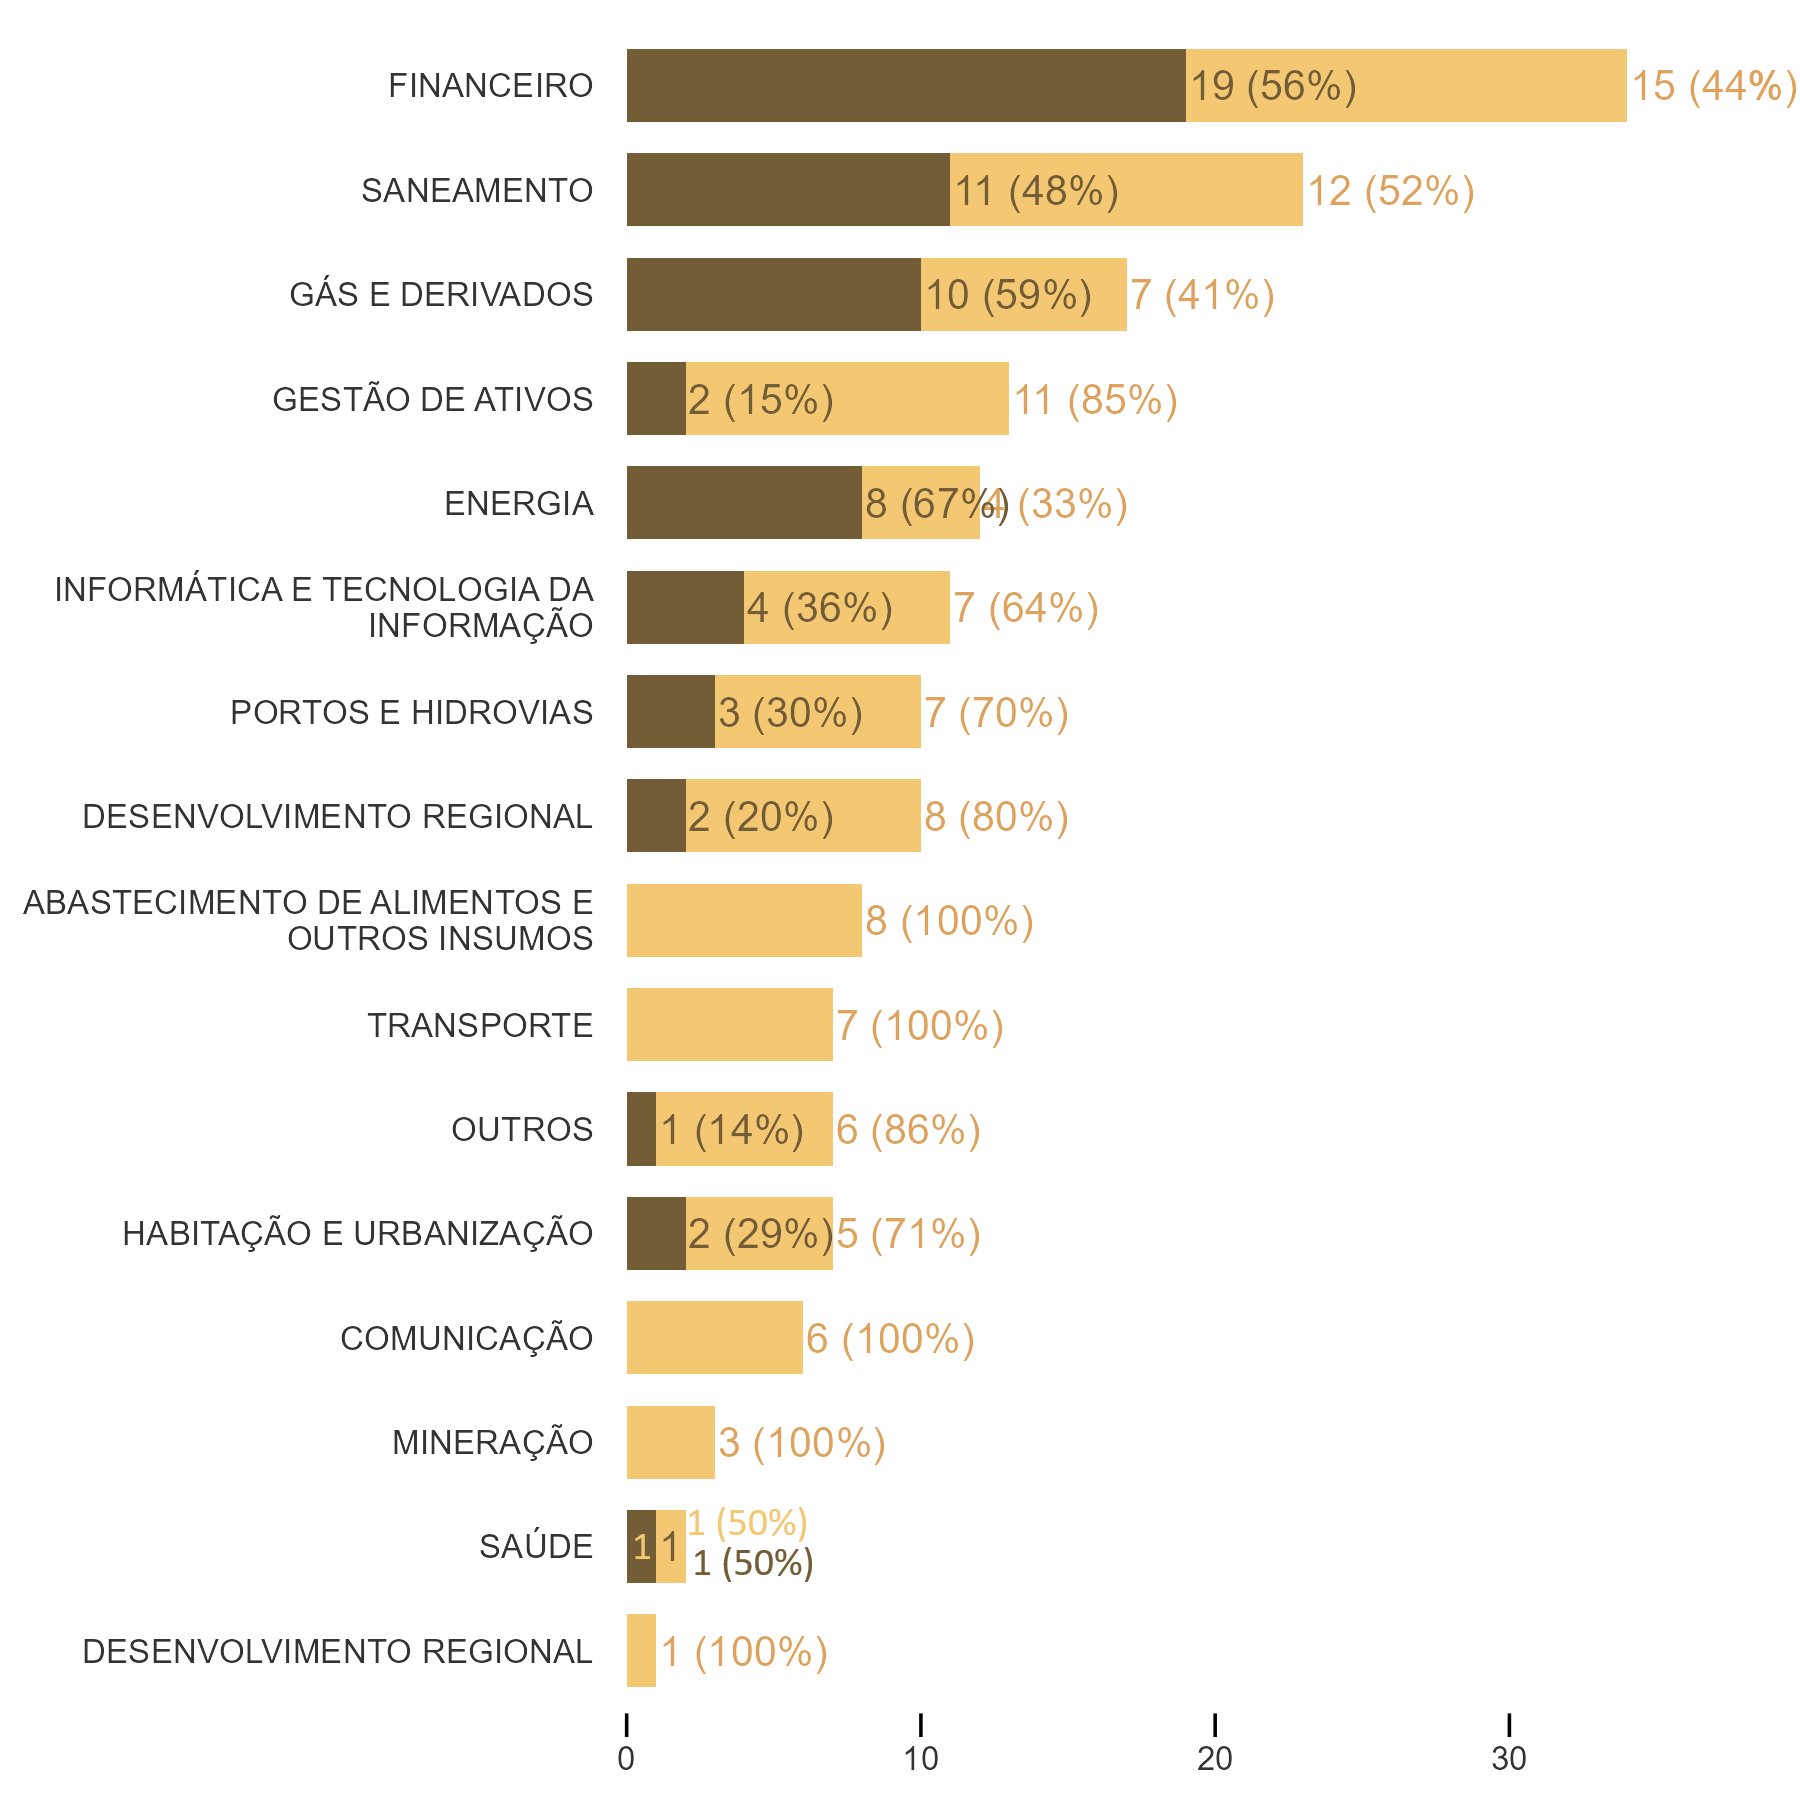 FINANCEIRO 19 (56%) 15 (44%)
SANEAMENTO 11 (48%) 12 (52%)
GÁS E DERIVADOS 10 (59%) 7 (41%)
GESTÃO DE ATIVOS 2 (15%) 11 (85%)
ENERGIA 8 (67%) 4 (33%)
INFORMÁTICA E TECNOLOGIA DA
INFORMAÇÃO 4 (36%) 7 (64%)
PORTOS E HIDROVIAS 3 (30%) 7 (70%)
DESENVOLVIMENTO REGIONAL 2 (20%) 8 (80%)
ABASTECIMENTO DE ALIMENTOS E
OUTROS INSUMOS 8 (100%)
TRANSPORTE 7 (100%)
OUTROS 1 (14%) 6 (86%)
HABITAÇÃO E URBANIZAÇÃO 2 (29%) 5 (71%)
COMUNICAÇÃO 6 (100%)
MINERAÇÃO 3 (100%)
SAÚDE 1 1 1 (50%)
1 (50%)
DESENVOLVIMENTO REGIONAL 1 (100%)
0 10 20 30